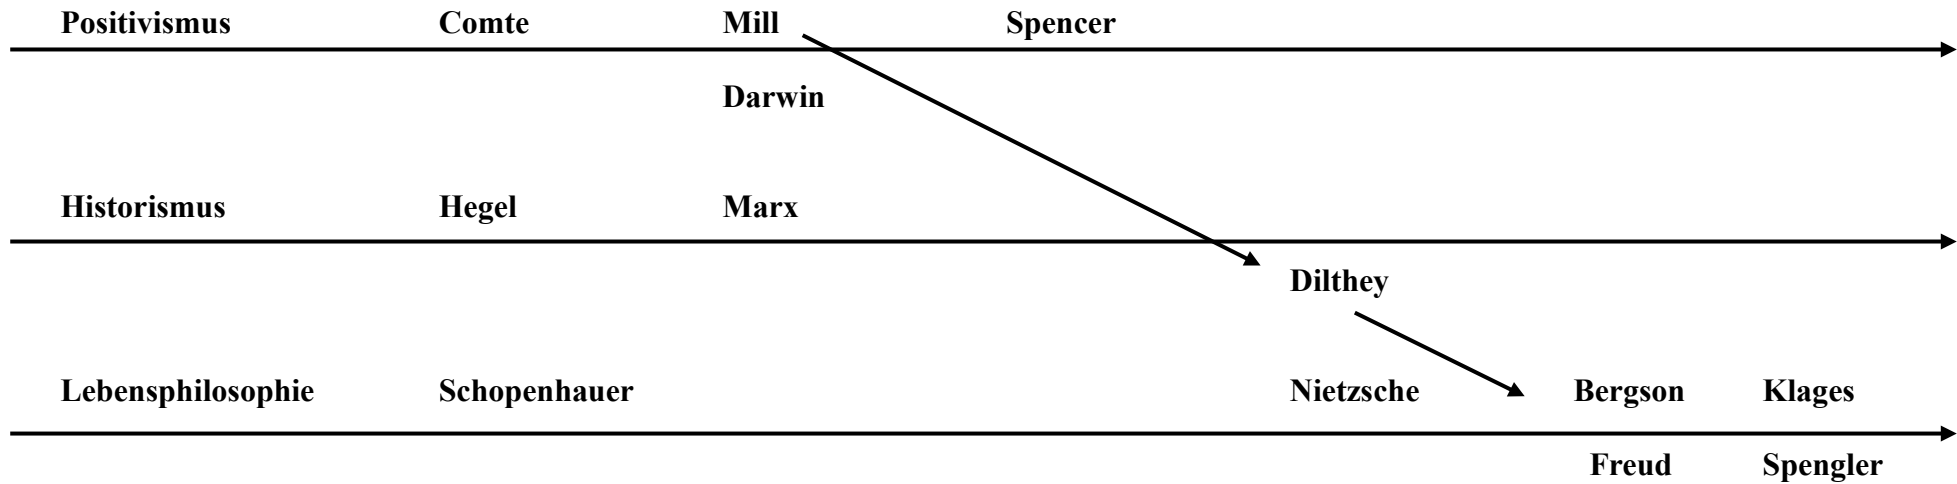 Positivismus Comte Mill Spencer
Darwin
Historismus Hegel Marx
Dilthey
Lebensphilosophie Schopenhauer Nietzsche Bergson Klages
Freud Spengler